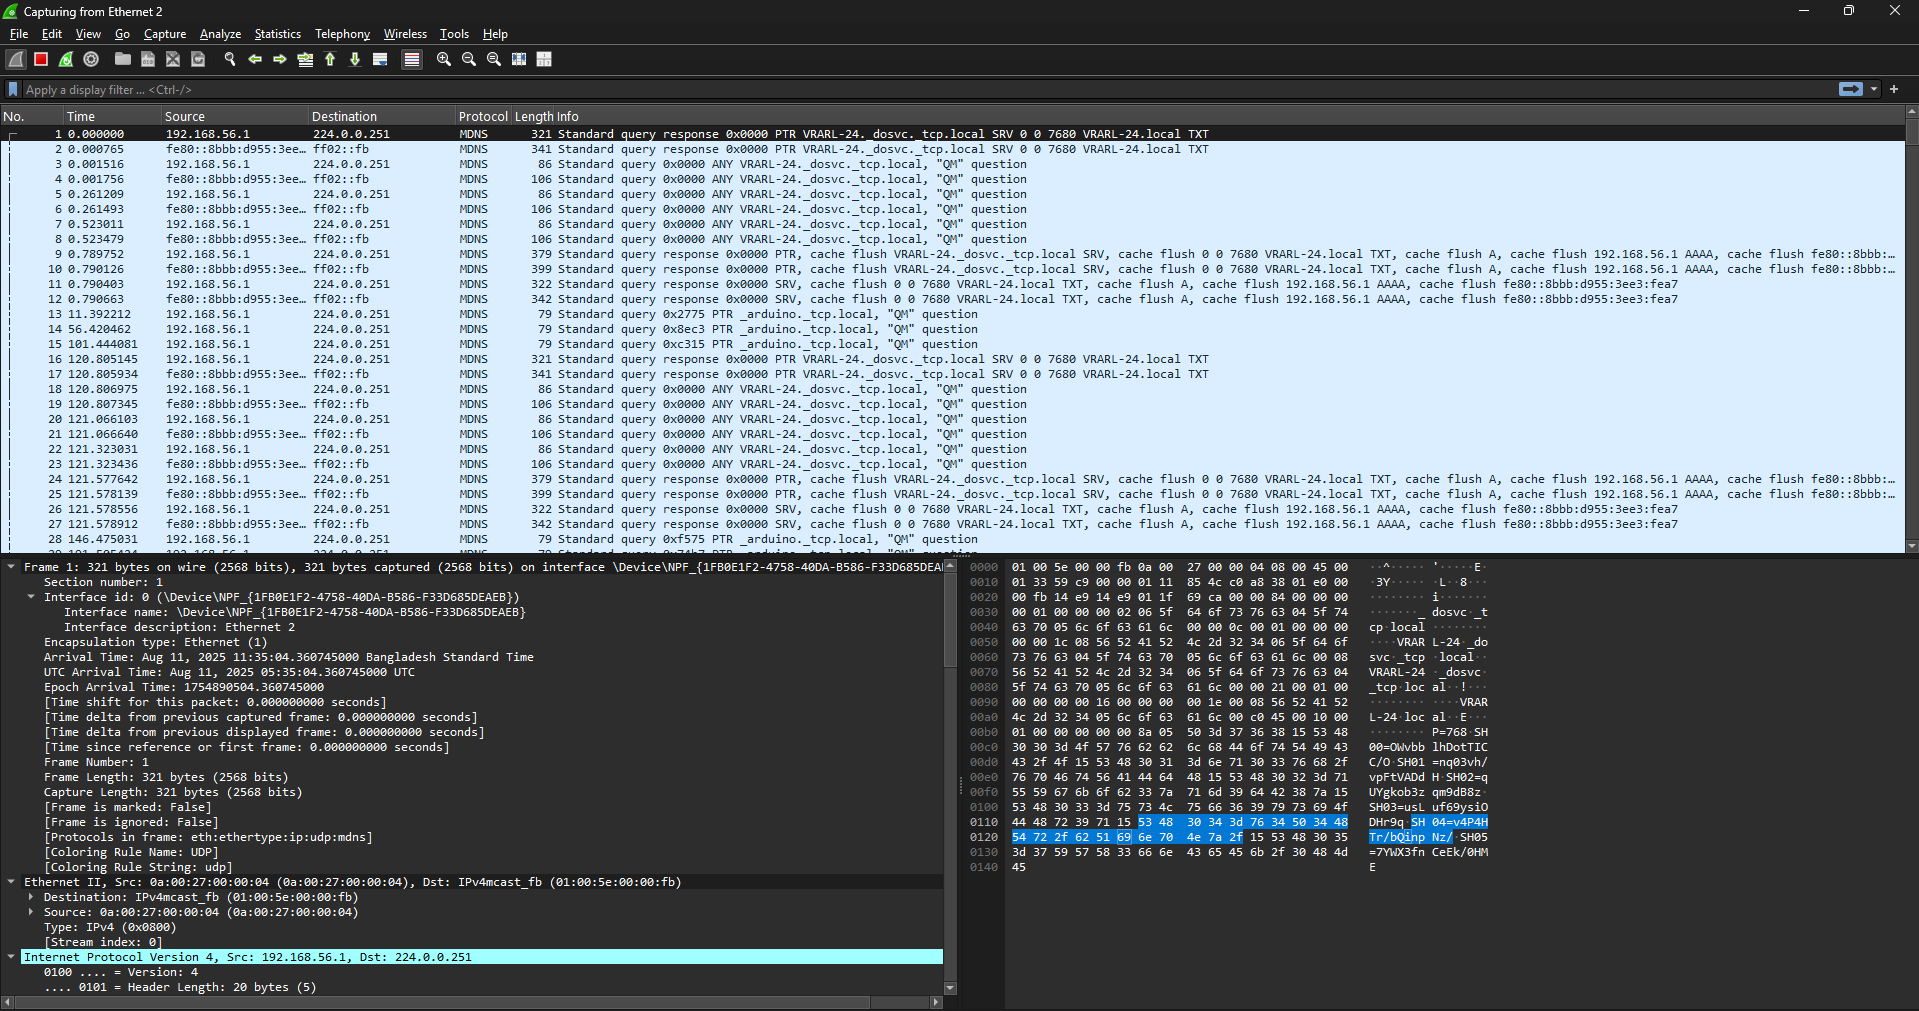 Capturing from Ethernet 2
File Edit View Go Capture Analyze Statistics Telephony Wireless Tools Help
Apply a display filter ... <Ctrl-/>
No. Time Source Destination Protocol Length Info
1 0.000000 192.168.56.1 224.0.0.251 MDNS 321 Standard query response 0x0000 PTR VRARL-24._dosvc._tcp.local SRV 0 0 7680 VRARL-24.local TXT
2 0.000765 fe80::8bbb:d955:3ee… ff02::fb MDNS 341 Standard query response 0x0000 PTR VRARL-24._dosvc._tcp.local SRV 0 0 7680 VRARL-24.local TXT
3 0.001516 192.168.56.1 224.0.0.251 MDNS 86 Standard query 0x0000 ANY VRARL-24._dosvc._tcp.local, "QM" question
4 0.001756 fe80::8bbb:d955:3ee… ff02::fb MDNS 106 Standard query 0x0000 ANY VRARL-24._dosvc._tcp.local, "QM" question
5 0.261209 192.168.56.1 224.0.0.251 MDNS 86 Standard query 0x0000 ANY VRARL-24._dosvc._tcp.local, "QM" question
6 0.261493 fe80::8bbb:d955:3ee… ff02::fb MDNS 106 Standard query 0x0000 ANY VRARL-24._dosvc._tcp.local, "QM" question
7 0.523011 192.168.56.1 224.0.0.251 MDNS 86 Standard query 0x0000 ANY VRARL-24._dosvc._tcp.local, "QM" question
8 0.523479 fe80::8bbb:d955:3ee… ff02::fb MDNS 106 Standard query 0x0000 ANY VRARL-24._dosvc._tcp.local, "QM" question
9 0.789752 192.168.56.1 224.0.0.251 MDNS 379 Standard query response 0x0000 PTR, cache flush VRARL-24._dosvc._tcp.local SRV, cache flush 0 0 7680 VRARL-24.local TXT, cache flush A, cache flush 192.168.56.1 AAAA, cache flush fe80::8bbb:…
10 0.790126 fe80::8bbb:d955:3ee… ff02::fb MDNS 399 Standard query response 0x0000 PTR, cache flush VRARL-24._dosvc._tcp.local SRV, cache flush 0 0 7680 VRARL-24.local TXT, cache flush A, cache flush 192.168.56.1 AAAA, cache flush fe80::8bbb:…
11 0.790403 192.168.56.1 224.0.0.251 MDNS 322 Standard query response 0x0000 SRV, cache flush 0 0 7680 VRARL-24.local TXT, cache flush A, cache flush 192.168.56.1 AAAA, cache flush fe80::8bbb:d955:3ee3:fea7
12 0.790663 fe80::8bbb:d955:3ee… ff02::fb MDNS 342 Standard query response 0x0000 SRV, cache flush 0 0 7680 VRARL-24.local TXT, cache flush A, cache flush 192.168.56.1 AAAA, cache flush fe80::8bbb:d955:3ee3:fea7
13 11.392212 192.168.56.1 224.0.0.251 MDNS 79 Standard query 0x2775 PTR _arduino._tcp.local, "QM" question
14 56.420462 192.168.56.1 224.0.0.251 MDNS 79 Standard query 0x8ec3 PTR _arduino._tcp.local, "QM" question
15 101.444081 192.168.56.1 224.0.0.251 MDNS 79 Standard query 0xc315 PTR _arduino._tcp.local, "QM" question
16 120.805145 192.168.56.1 224.0.0.251 MDNS 321 Standard query response 0x0000 PTR VRARL-24._dosvc._tcp.local SRV 0 0 7680 VRARL-24.local TXT
17 120.805934 fe80::8bbb:d955:3ee… ff02::fb MDNS 341 Standard query response 0x0000 PTR VRARL-24._dosvc._tcp.local SRV 0 0 7680 VRARL-24.local TXT
18 120.806975 192.168.56.1 224.0.0.251 MDNS 86 Standard query 0x0000 ANY VRARL-24._dosvc._tcp.local, "QM" question
19 120.807345 fe80::8bbb:d955:3ee… ff02::fb MDNS 106 Standard query 0x0000 ANY VRARL-24._dosvc._tcp.local, "QM" question
20 121.066103 192.168.56.1 224.0.0.251 MDNS 86 Standard query 0x0000 ANY VRARL-24._dosvc._tcp.local, "QM" question
21 121.066640 fe80::8bbb:d955:3ee… ff02::fb MDNS 106 Standard query 0x0000 ANY VRARL-24._dosvc._tcp.local, "QM" question
22 121.323031 192.168.56.1 224.0.0.251 MDNS 86 Standard query 0x0000 ANY VRARL-24._dosvc._tcp.local, "QM" question
23 121.323436 fe80::8bbb:d955:3ee… ff02::fb MDNS 106 Standard query 0x0000 ANY VRARL-24._dosvc._tcp.local, "QM" question
24 121.577642 192.168.56.1 224.0.0.251 MDNS 379 Standard query response 0x0000 PTR, cache flush VRARL-24._dosvc._tcp.local SRV, cache flush 0 0 7680 VRARL-24.local TXT, cache flush A, cache flush 192.168.56.1 AAAA, cache flush fe80::8bbb:…
25 121.578139 fe80::8bbb:d955:3ee… ff02::fb MDNS 399 Standard query response 0x0000 PTR, cache flush VRARL-24._dosvc._tcp.local SRV, cache flush 0 0 7680 VRARL-24.local TXT, cache flush A, cache flush 192.168.56.1 AAAA, cache flush fe80::8bbb:…
26 121.578556 192.168.56.1 224.0.0.251 MDNS 322 Standard query response 0x0000 SRV, cache flush 0 0 7680 VRARL-24.local TXT, cache flush A, cache flush 192.168.56.1 AAAA, cache flush fe80::8bbb:d955:3ee3:fea7
27 121.578912 fe80::8bbb:d955:3ee… ff02::fb MDNS 342 Standard query response 0x0000 SRV, cache flush 0 0 7680 VRARL-24.local TXT, cache flush A, cache flush 192.168.56.1 AAAA, cache flush fe80::8bbb:d955:3ee3:fea7
28 146.475031 192.168.56.1 224.0.0.251 MDNS 79 Standard query 0xf575 PTR _arduino._tcp.local, "QM" question
Frame 1: 321 bytes on wire (2568 bits), 321 bytes captured (2568 bits) on interface \Device\NPF_{1FB0E1F2-4758-40DA-B586-F33D685DEA
Section number: 1
Interface id: 0 (\Device\NPF_{1FB0E1F2-4758-40DA-B586-F33D685DEAEB})
Interface name: \Device\NPF_{1FB0E1F2-4758-40DA-B586-F33D685DEAEB}
Interface description: Ethernet 2
Encapsulation type: Ethernet (1)
Arrival Time: Aug 11, 2025 11:35:04.360745000 Bangladesh Standard Time
UTC Arrival Time: Aug 11, 2025 05:35:04.360745000 UTC
Epoch Arrival Time: 1754890504.360745000
[Time shift for this packet: 0.000000000 seconds]
[Time delta from previous captured frame: 0.000000000 seconds]
[Time delta from previous displayed frame: 0.000000000 seconds]
[Time since reference or first frame: 0.000000000 seconds]
Frame Number: 1
Frame Length: 321 bytes (2568 bits)
Capture Length: 321 bytes (2568 bits)
[Frame is marked: False]
[Frame is ignored: False]
[Protocols in frame: eth:ethertype:ip:udp:mdns]
[Coloring Rule Name: UDP]
[Coloring Rule String: udp]
Ethernet II, Src: 0a:00:27:00:00:04 (0a:00:27:00:00:04), Dst: IPv4mcast_fb (01:00:5e:00:00:fb)
Destination: IPv4mcast_fb (01:00:5e:00:00:fb)
Source: 0a:00:27:00:00:04 (0a:00:27:00:00:04)
Type: IPv4 (0x0800)
[Stream index: 0]
Internet Protocol Version 4, Src: 192.168.56.1, Dst: 224.0.0.251
0100 .... = Version: 4
.... 0101 = Header Length: 20 bytes (5)
0000 01 00 5e 00 00 fb 0a 00 27 00 00 04 08 00 45 00 ··^····· '·····E·
0010 01 33 59 c9 00 00 01 11 85 4c c0 a8 38 01 e0 00 ·3Y····· ·L··8···
0020 00 fb 14 e9 14 e9 01 1f 69 ca 00 00 84 00 00 00 ········ i·······
0030 00 01 00 00 00 02 06 5f 64 6f 73 76 63 04 5f 74 ·······_ dosvc·_t
0040 63 70 05 6c 6f 63 61 6c 00 00 0c 00 01 00 00 00 cp·local ········
0050 00 00 1c 08 56 52 41 52 4c 2d 32 34 06 5f 64 6f ····VRAR L-24·_do
0060 73 76 63 04 5f 74 63 70 05 6c 6f 63 61 6c 00 08 svc·_tcp ·local··
0070 56 52 41 52 4c 2d 32 34 06 5f 64 6f 73 76 63 04 VRARL-24 ·_dosvc·
0080 5f 74 63 70 05 6c 6f 63 61 6c 00 00 21 00 01 00 _tcp·loc al··!···
0090 00 00 00 00 16 00 00 00 00 1e 00 08 56 52 41 52 ········ ····VRAR
00a0 4c 2d 32 34 05 6c 6f 63 61 6c 00 c0 45 00 10 00 L-24·loc al··E···
00b0 01 00 00 00 00 00 8a 05 50 3d 37 36 38 15 53 48 ········ P=768·SH
00c0 30 30 3d 4f 57 76 62 62 6c 68 44 6f 74 54 49 43 00=OWvbb lhDotTIC
00d0 43 2f 4f 15 53 48 30 31 3d 6e 71 30 33 76 68 2f C/O·SH01 =nq03vh/
00e0 76 70 46 74 56 41 44 64 48 15 53 48 30 32 3d 71 vpFtVADd H·SH02=q
00f0 55 59 67 6b 6f 62 33 7a 71 6d 39 64 42 38 7a 15 UYgkob3z qm9dB8z·
0100 53 48 30 33 3d 75 73 4c 75 66 36 39 79 73 69 4f SH03=usL uf69ysiO
0110 44 48 72 39 71 15 53 48 30 34 3d 76 34 50 34 48 DHr9q·SH 04=v4P4H
0120 54 72 2f 62 51 69 6e 70 4e 7a 2f 15 53 48 30 35 Tr/bQinp Nz/·SH05
0130 3d 37 59 57 58 33 66 6e 43 65 45 6b 2f 30 48 4d =7YWX3fn CeEk/0HM
0140 45 E